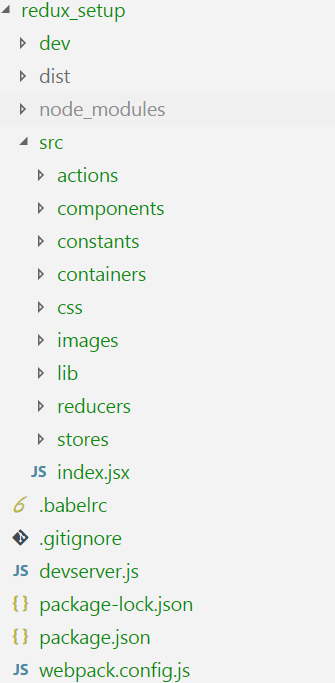 redux_setup
dev
dist
node_modules
src
actions
components
constants
containers
css
images
lib
reducers
stores
JS index.jsx
.babelrc
.gitignore
JS devserver.js
{} package-lock.json
{} package.json
JS webpack.config.js